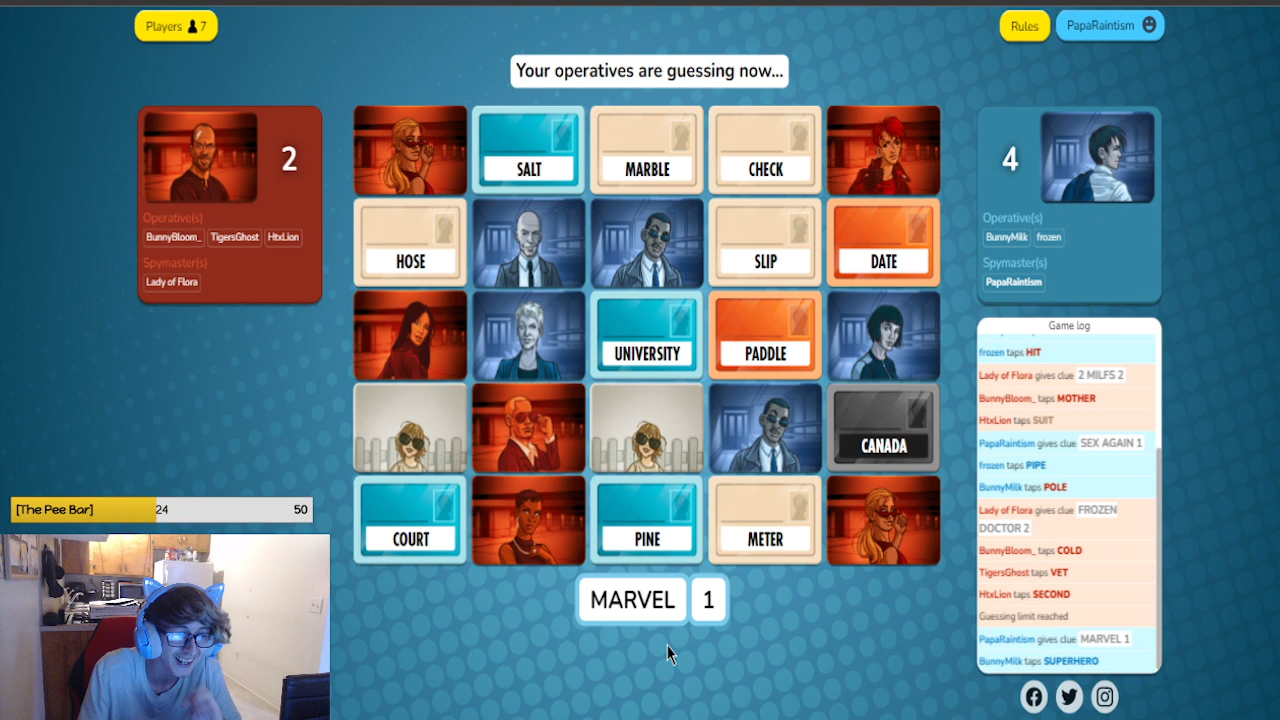 Players 7
Rules
PapaRaintism
Your operatives are guessing now...
2
Operative(s)
BunnyBloom_ TigersGhost HtxLion
Spymaster(s)
Lady of Flora
4
Operative(s)
BunnyMilk frozen
Spymaster(s)
PapaRaintism
SALT
MARBLE
CHECK
HOSE
SLIP
DATE
UNIVERSITY
PADDLE
CANADA
COURT
PINE
METER
MARVEL 1
Game log
frozen taps HIT
Lady of Flora gives clue 2 MILFS 2
BunnyBloom_ taps MOTHER
HtxLion taps SUIT
PapaRaintism gives clue SEX AGAIN 1
frozen taps PIPE
BunnyMilk taps POLE
Lady of Flora gives clue FROZEN
DOCTOR 2
BunnyBloom_ taps COLD
TigersGhost taps VET
HtxLion taps SECOND
Guessing limit reached
PapaRaintism gives clue MARVEL 1
BunnyMilk taps SUPERHERO
[The Pee Bar] 24 50